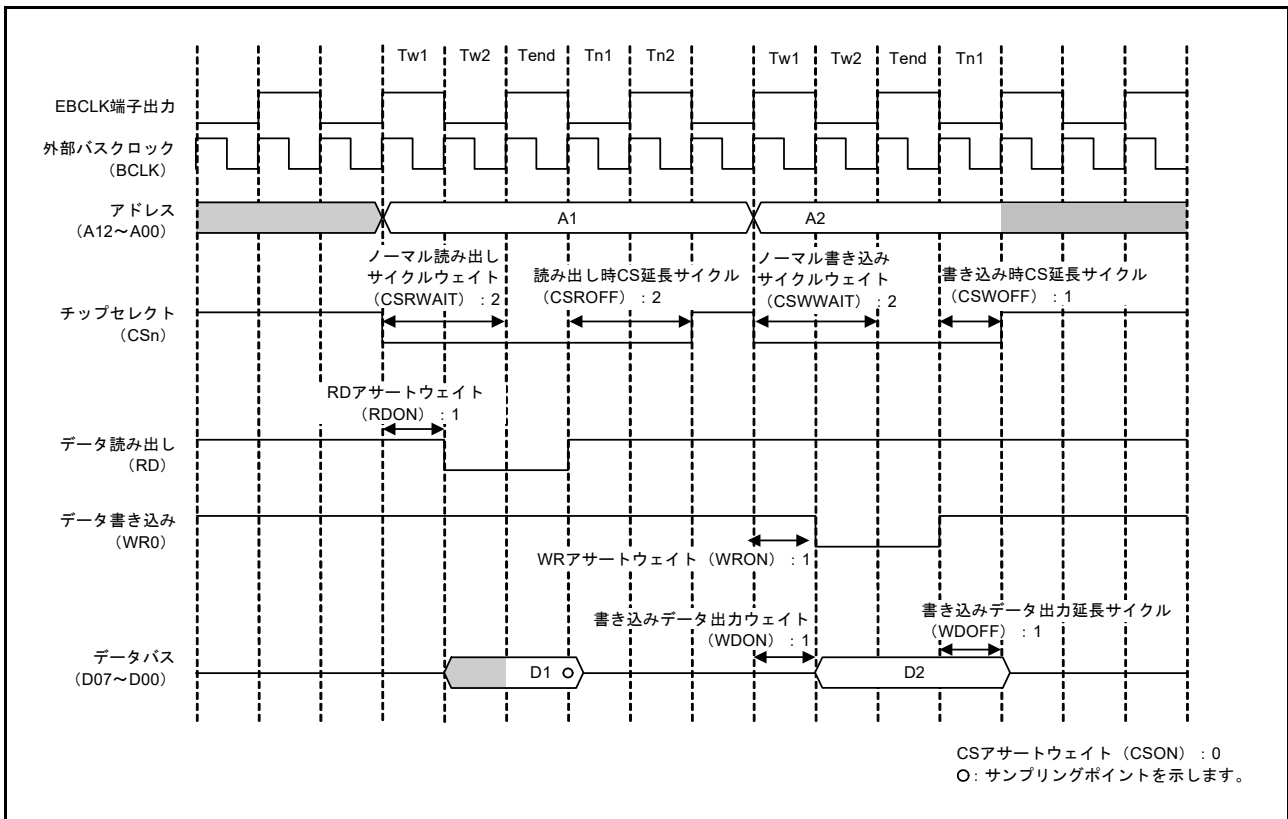 Tw1 Tw2 Tend Tn1 Tn2 Tw1 Tw2 Tend Tn1
EBCLK端子出力
外部バスクロック
（BCLK）
アドレス
（A12～A00）
A1 A2
ノーマル読み出し
サイクルウェイト
（CSRWAIT）：2
読み出し時CS延長サイクル
（CSROFF）：2
ノーマル書き込み
サイクルウェイト
（CSWWAIT）：2
書き込み時CS延長サイクル
（CSWOFF）：1
チップセレクト
（CSn）
RDアサートウェイト
（RDON）：1
データ読み出し
（RD）
データ書き込み
（WR0）
WRアサートウェイト（WRON）：1
書き込みデータ出力ウェイト
（WDON）：1
書き込みデータ出力延長サイクル
（WDOFF）：1
データバス
（D07～D00）
D1 D2
CSアサートウェイト（CSON）：0
：サンプリングポイントを示します。